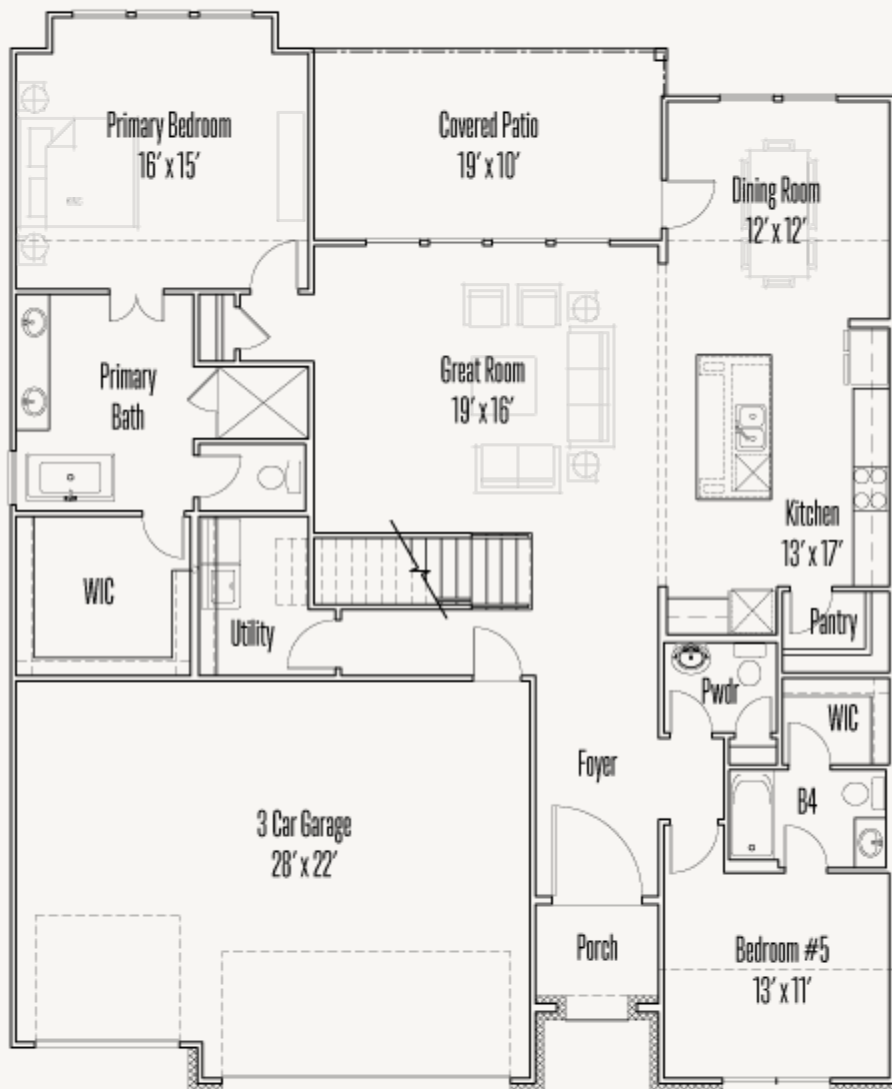 Primary Bedroom
16' x 15'
Covered Patio
19' x 10'
Dining Room
12' x 12'
Primary
Bath
Great Room
19' x 16'
Kitchen
13' x 17'
WIC
Utility
Pantry
Pwdr
WIC
Foyer
B4
3 Car Garage
28' x 22'
Porch
Bedroom #5
13' x 11'